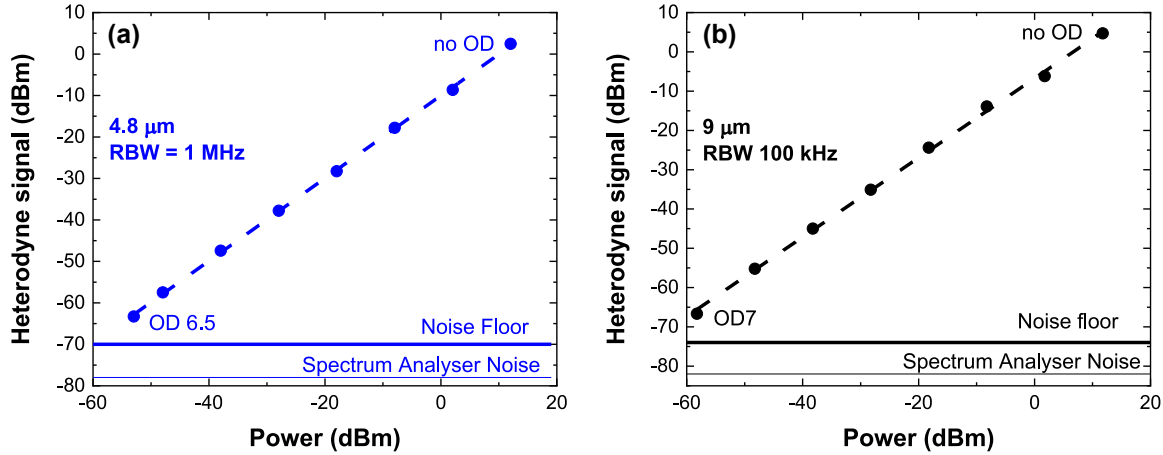 (a)
no OD
4.8 μm
RBW = 1 MHz
OD 6.5
Noise Floor
Spectrum Analyser Noise
Heterodyne signal (dBm)
10
0
-10
-20
-30
-40
-50
-60
-70
-80
-60
-40
-20
0
20
Power (dBm)
(b)
no OD
9 μm
RBW 100 kHz
OD7
Noise floor
Spectrum Analyser Noise
Heterodyne signal (dBm)
10
0
-10
-20
-30
-40
-50
-60
-70
-80
-60
-40
-20
0
20
Power (dBm)